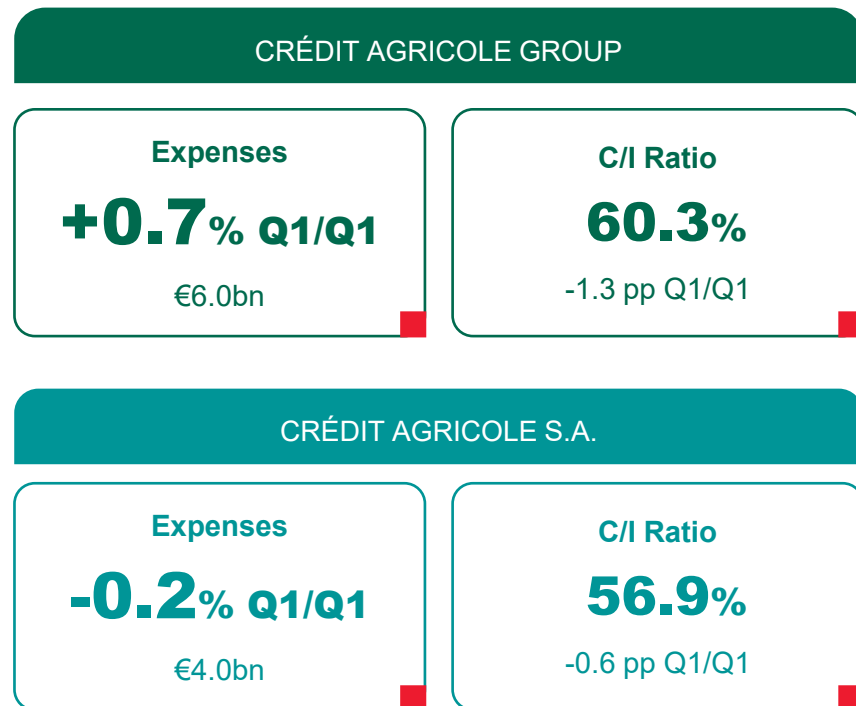 CRÉDIT AGRICOLE GROUP
Expenses
+0.7% Q1/Q1
€6.0bn
C/I Ratio
60.3%
-1.3 pp Q1/Q1
CRÉDIT AGRICOLE S.A.
Expenses
-0.2% Q1/Q1
€4.0bn
C/I Ratio
56.9%
-0.6 pp Q1/Q1